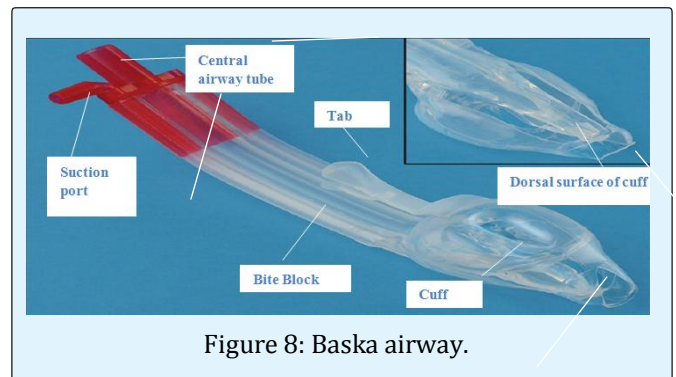 Central
airway tube
Tab
Suction
port
Dorsal surface of cuff
Bite Block
Cuff
Figure 8: Baska airway.